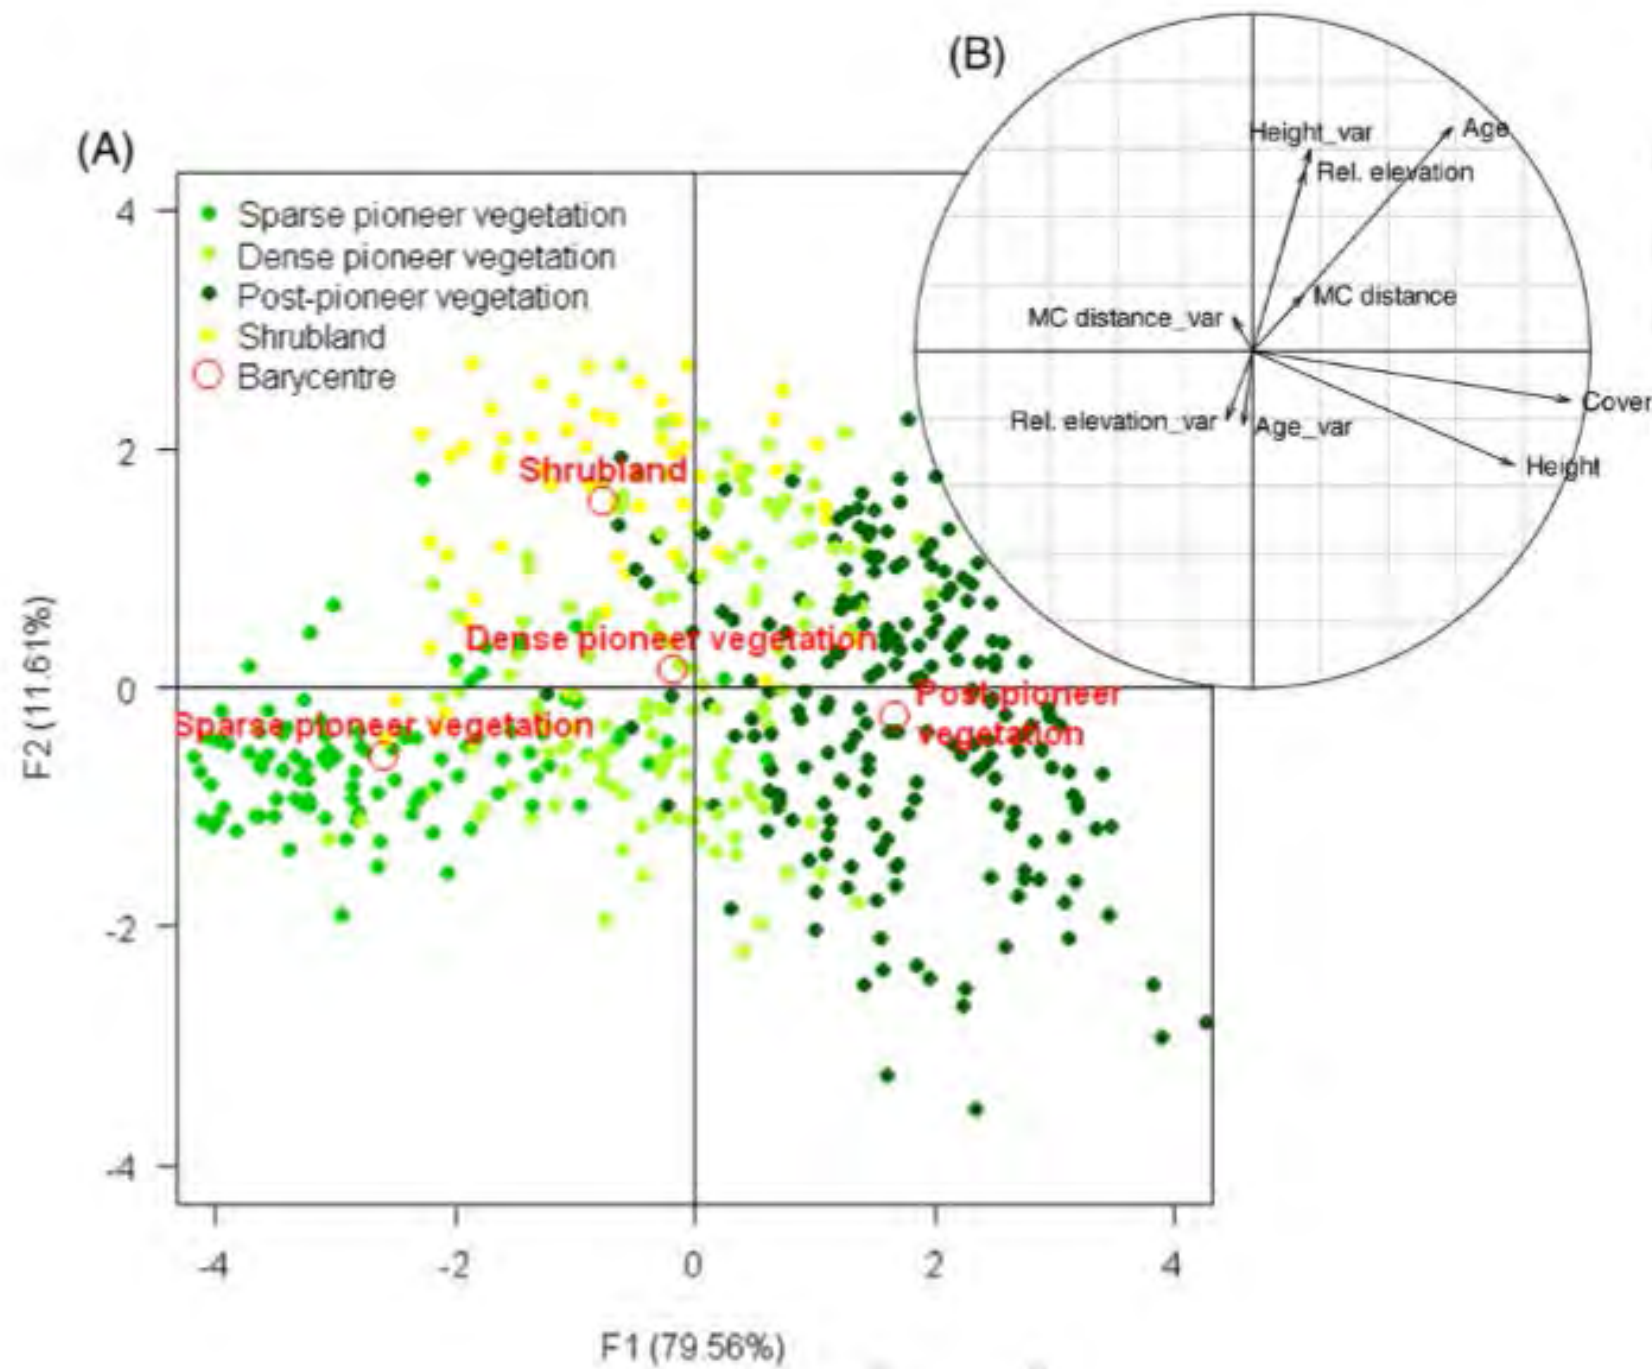 (A)
(B)
Sparse pioneer vegetation
Dense pioneer vegetation
Post-pioneer vegetation
Shrubland
Barycentre
Height_var
Age
Rel. elevation
MC distance
MC distance_var
Rel. elevation_var
Age_var
Cover
Height
Shrubland
Dense pioneer vegetation
Sparse pioneer vegetation
Post-pioneer
vegetation
4
2
0
-2
-4
F2 (11.61%)
-4
-2
0
2
4
F1 (79.56%)